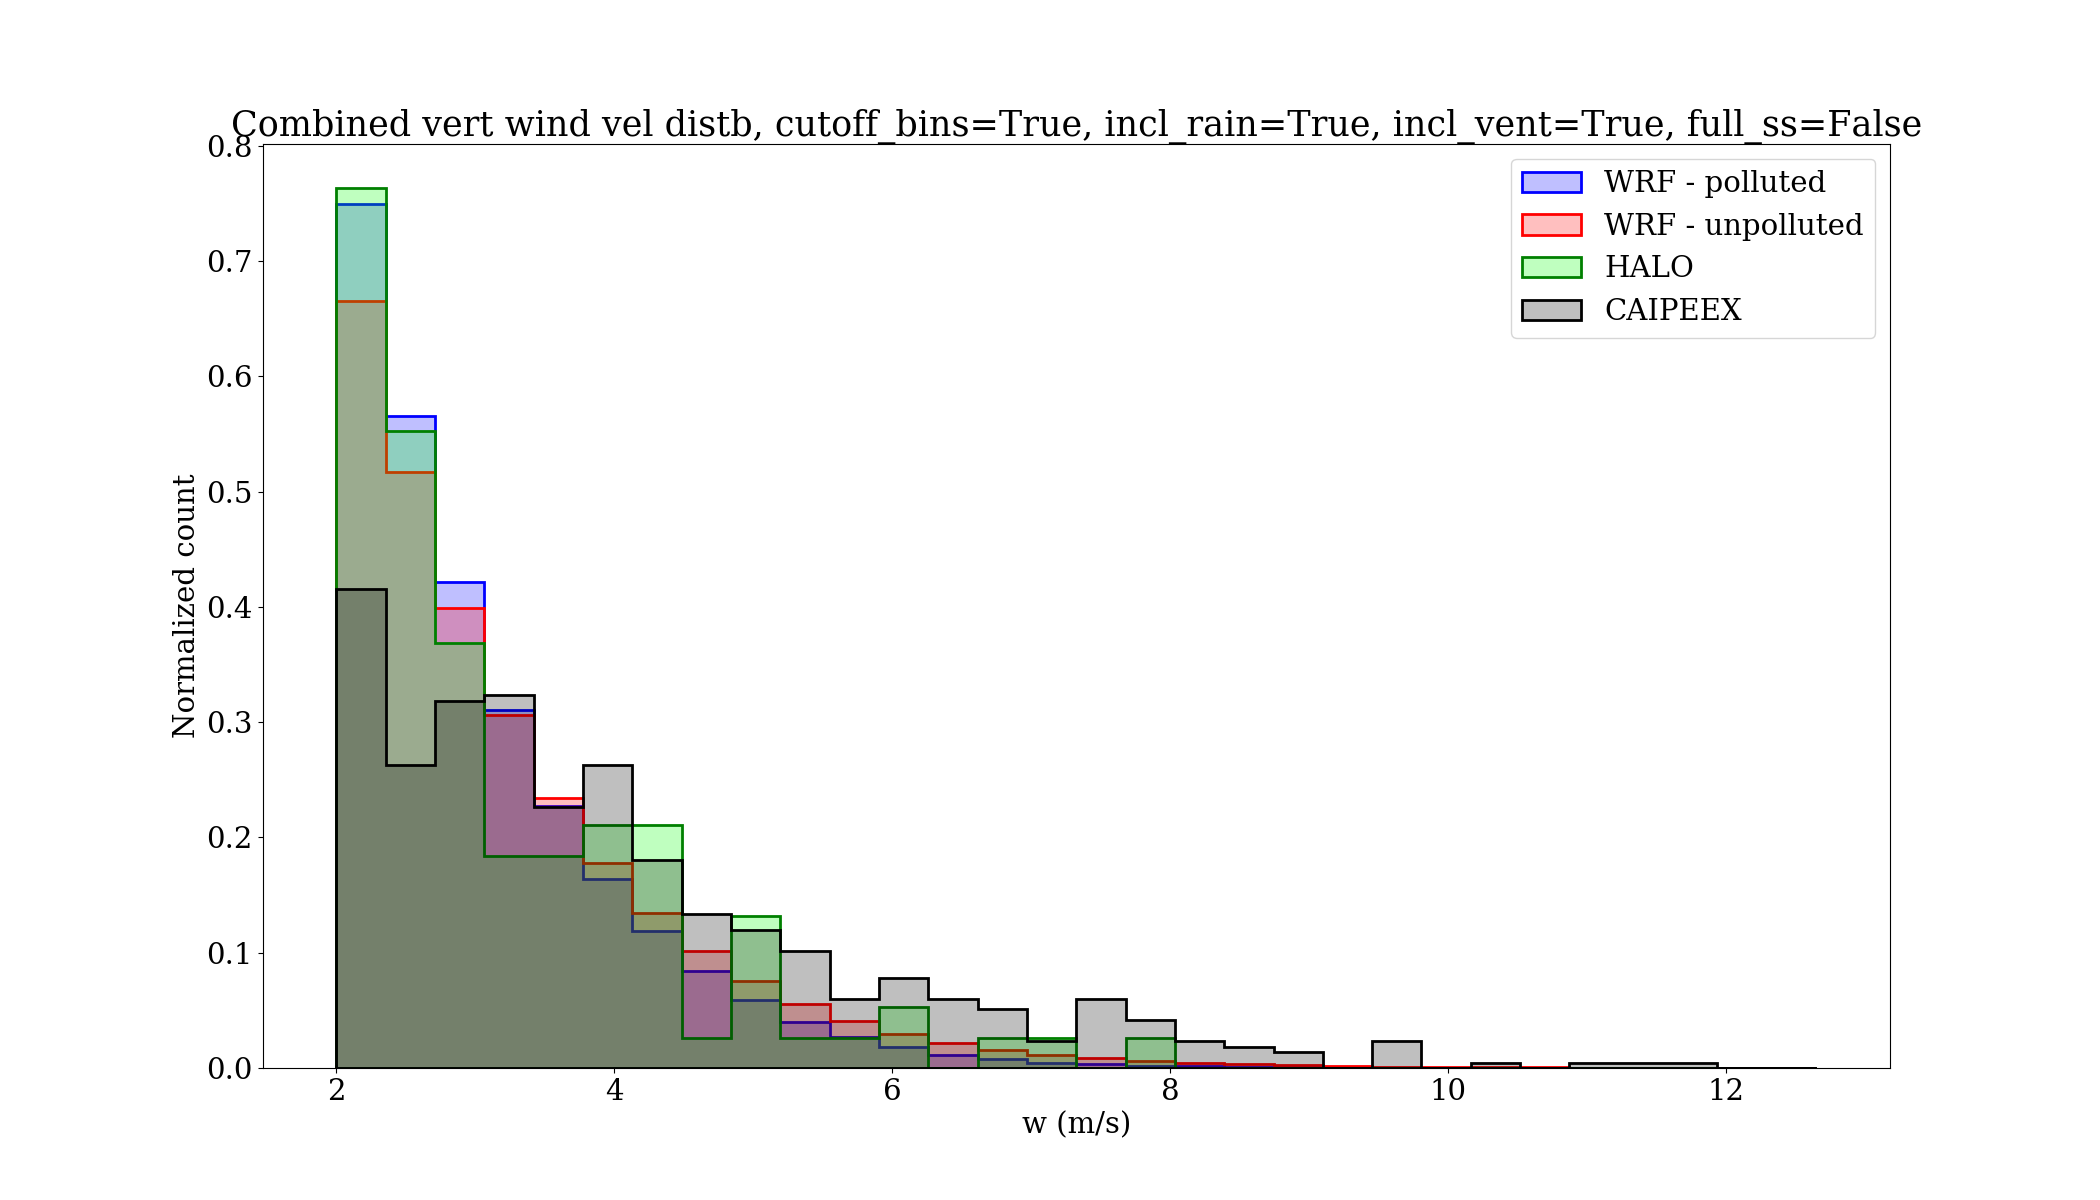 Combined vert wind vel distb, cutoff_bins=True, incl_rain=True, incl_vent=True, full_ss=False
WRF - polluted
WRF - unpolluted
HALO
CAIPEEX
Normalized count
0.8
0.7
0.6
0.5
0.4
0.3
0.2
0.1
0.0
2 4 6 8 10 12
w (m/s)